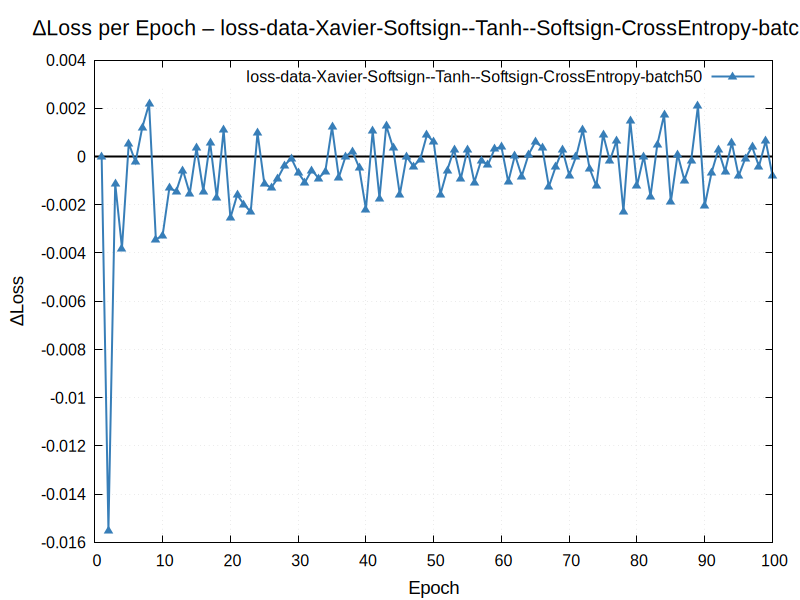 ΔLoss per Epoch – loss-data-Xavier-Softsign--Tanh--Softsign-CrossEntropy-batc
loss-data-Xavier-Softsign--Tanh--Softsign-CrossEntropy-batch50
0.004
0.002
0
-0.002
-0.004
-0.006
-0.008
-0.01
-0.012
-0.014
-0.016
ΔLoss
0 10 20 30 40 50 60 70 80 90 100
Epoch